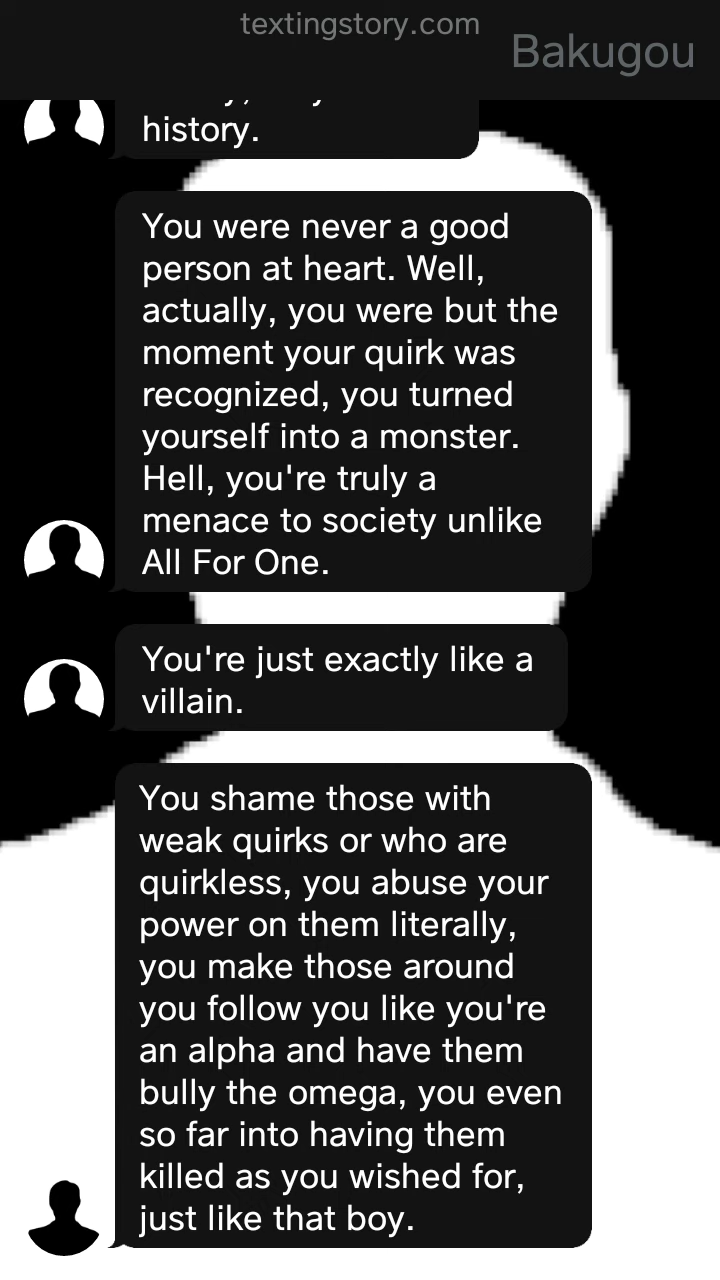 textingstory.com
Bakugou
history.
You were never a good
person at heart. Well,
actually, you were but the
moment your quirk was
recognized, you turned
yourself into a monster.
Hell, you're truly a
menace to society unlike
All For One.
You're just exactly like a
villain.
You shame those with
weak quirks or who are
quirkless, you abuse your
power on them literally,
you make those around
you follow you like you're
an alpha and have them
bully the omega, you even
so far into having them
killed as you wished for,
just like that boy.